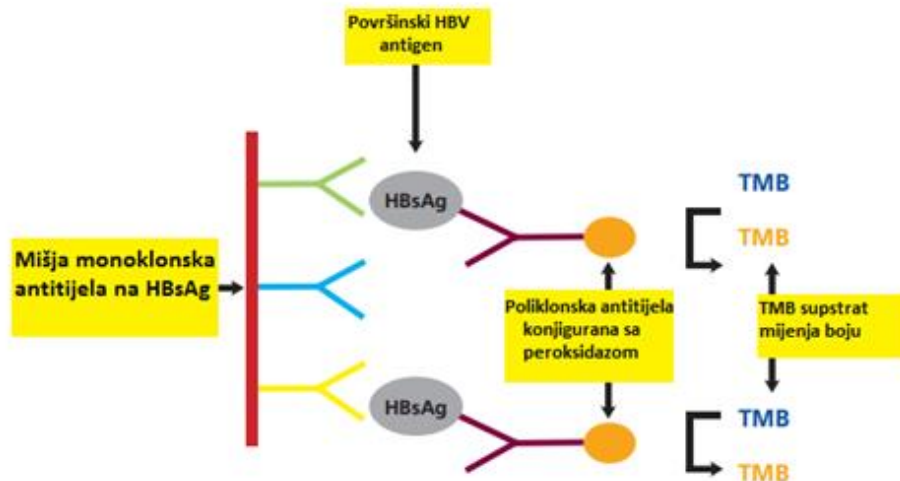 Površinski HBV
antigen
HBsAg
TMB
TMB
Mišja monoklonska
antitijela na HBsAg
Poliklonska antitijela
konjigurana sa
peroksidazom
TMB supstrat
mijenja boju
HBsAg
TMB
TMB